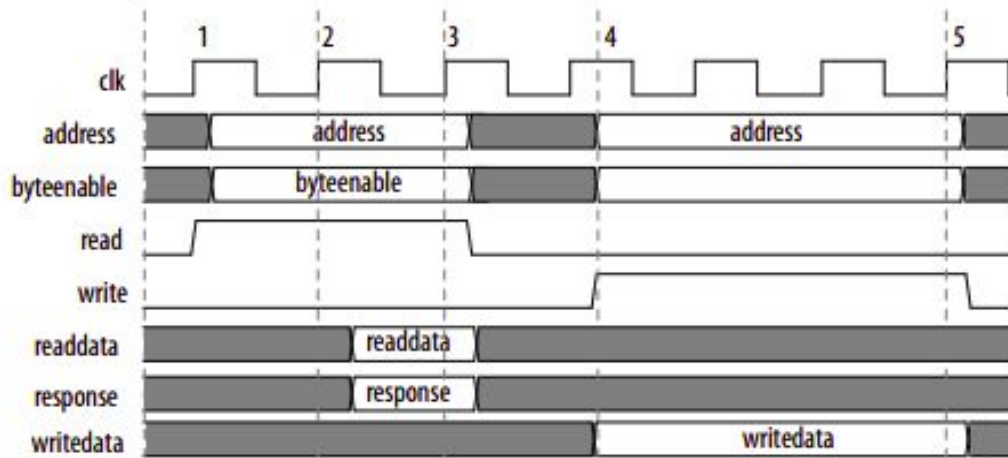 1 2 3 4 5
clk
address address address
byteenable byteenable
read
write
readdata readdata
response response
writedata writedata